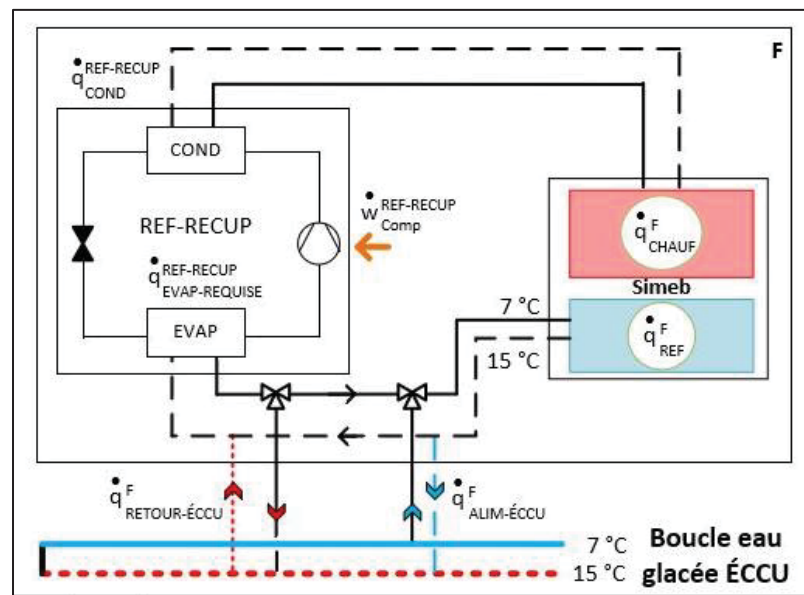 F
q̇ REF-RECUP COND
COND
REF-RECUP
ẇ REF-RECUP Comp
q̇ REF-RECUP EVAP-REQUISE
EVAP
q̇ F CHAUF
Simeb
7 °C
q̇ F REF
15 °C
q̇ F RETOUR-ÉCCU
q̇ F ALIM-ÉCCU
7 °C
15 °C
Boucle eau
glacée ÉCCU